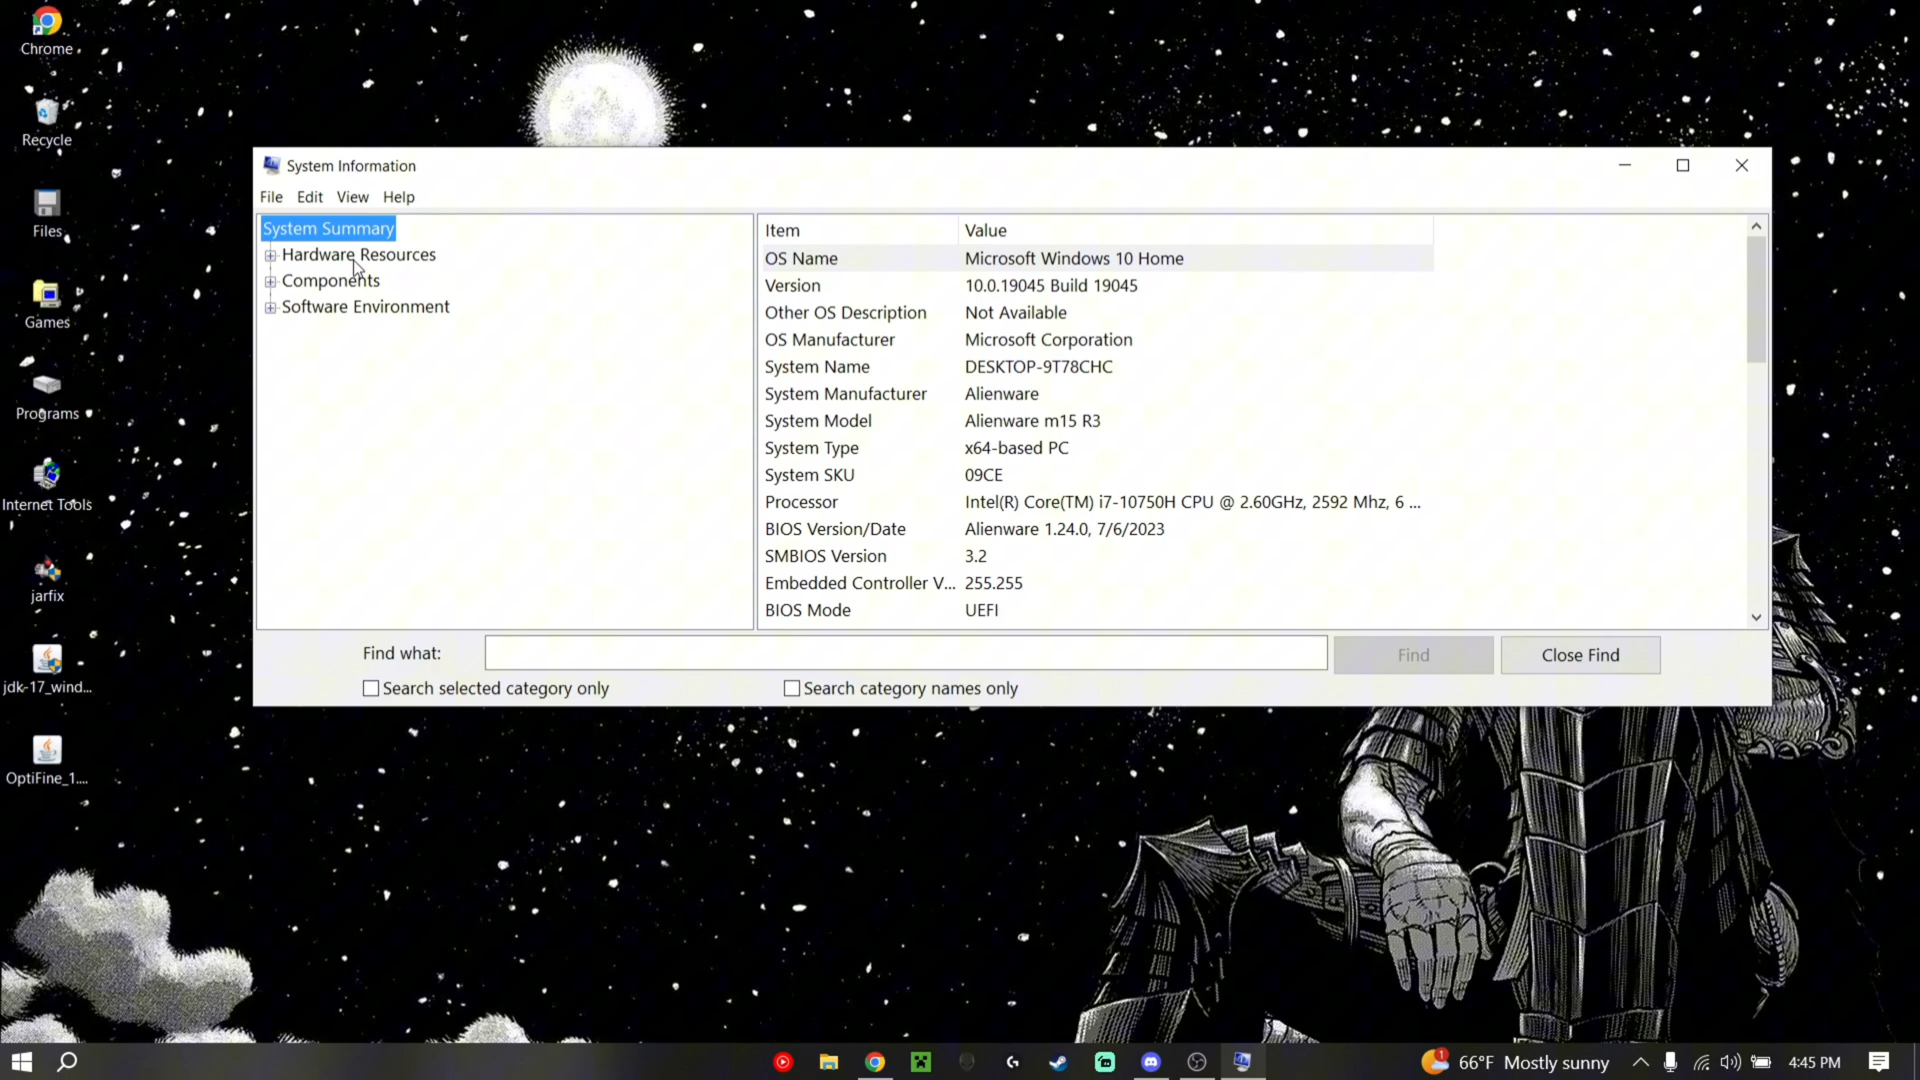 Chrome
Recycle
Files
Games
Programs
Internet Tools
jarfix
jdk-17_wind...
OptiFine_1....
System Information
File Edit View Help
System Summary
Hardware Resources
Components
Software Environment
Item Value
OS Name Microsoft Windows 10 Home
Version 10.0.19045 Build 19045
Other OS Description Not Available
OS Manufacturer Microsoft Corporation
System Name DESKTOP-9T78CHC
System Manufacturer Alienware
System Model Alienware m15 R3
System Type x64-based PC
System SKU 09CE
Processor Intel(R) Core(TM) i7-10750H CPU @ 2.60GHz, 2592 Mhz, 6 ...
BIOS Version/Date Alienware 1.24.0, 7/6/2023
SMBIOS Version 3.2
Embedded Controller V... 255.255
BIOS Mode UEFI
Find what: Find Close Find
Search selected category only Search category names only
1 66°F Mostly sunny 4:45 PM